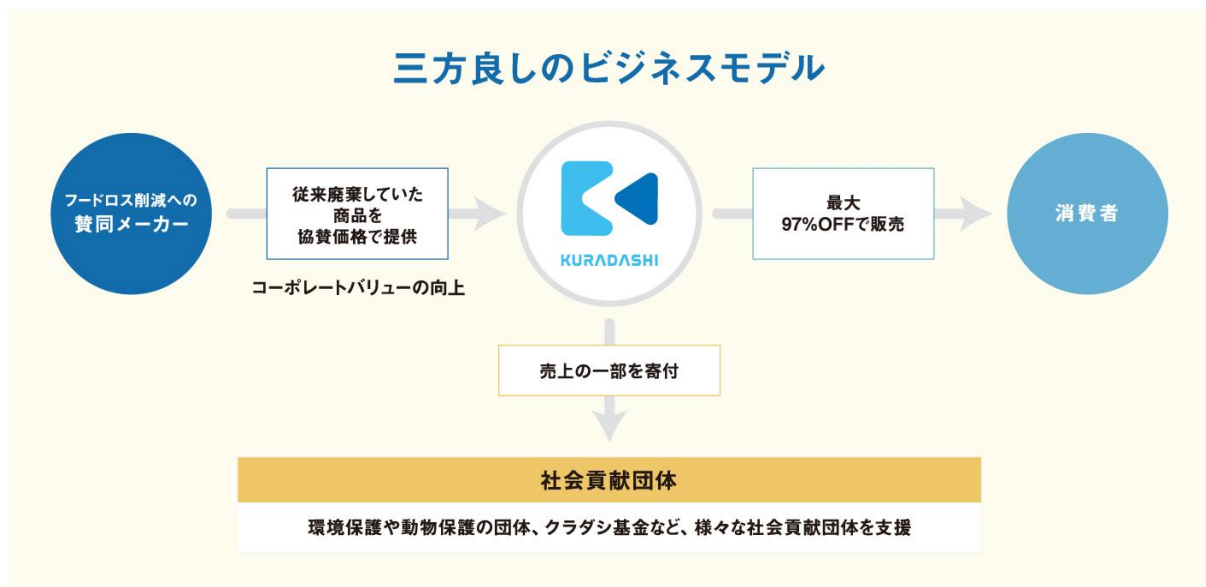 三方良しのビジネスモデル
フードロス削減への
賛同メーカー
従来廃棄していた
商品を
協賛価格で提供
コーポレートバリューの向上
KURADASHI
最大
97%OFFで販売
消費者
売上の一部を寄付
社会貢献団体
環境保護や動物保護の団体、クラダシ基金など、様々な社会貢献団体を支援